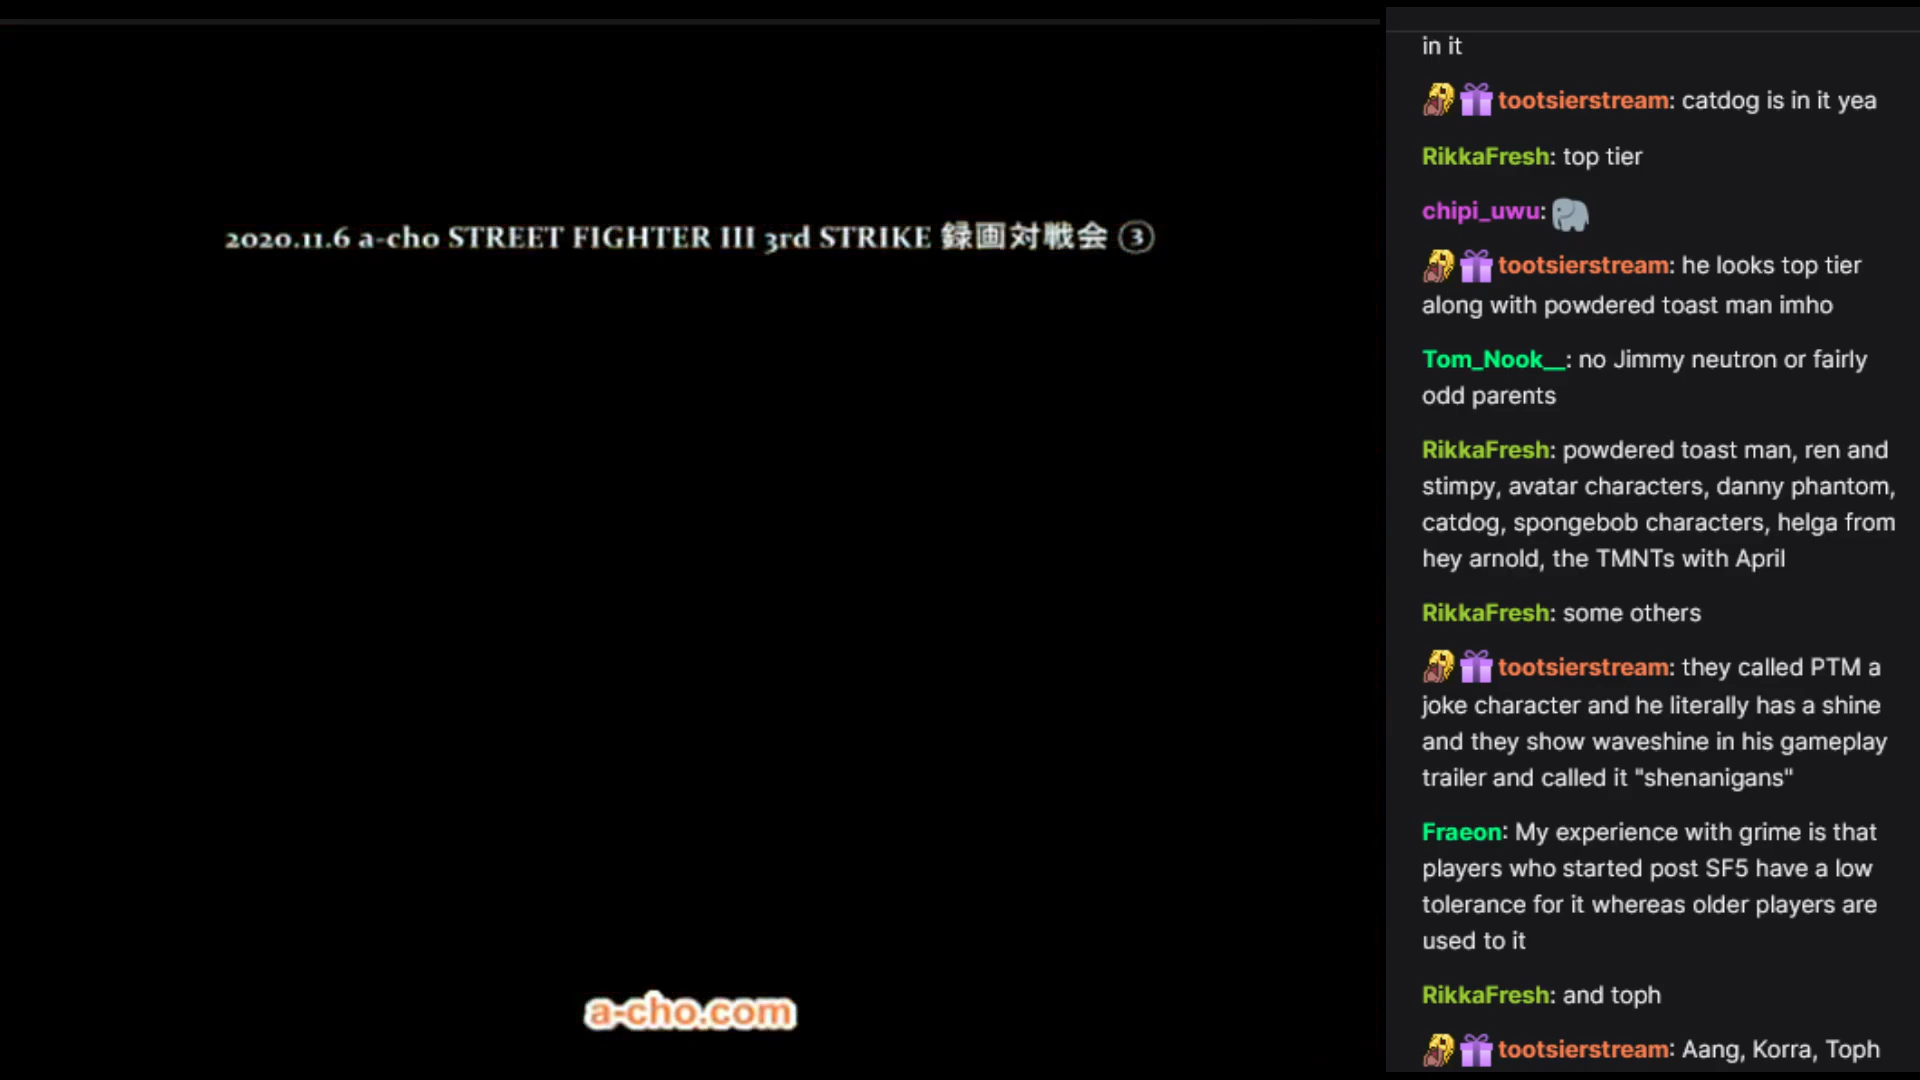 2020.11.6 a-cho STREET FIGHTER III 3rd STRIKE 録画対戦会 ③
a-cho.com
in it
tootsierstream: catdog is in it yea
RikkaFresh: top tier
chipi_uwu:
tootsierstream: he looks top tier
along with powdered toast man imho
Tom_Nook__: no Jimmy neutron or fairly
odd parents
RikkaFresh: powdered toast man, ren and
stimpy, avatar characters, danny phantom,
catdog, spongebob characters, helga from
hey arnold, the TMNTs with April
RikkaFresh: some others
tootsierstream: they called PTM a
joke character and he literally has a shine
and they show waveshine in his gameplay
trailer and called it "shenanigans"
Fraeon: My experience with grime is that
players who started post SF5 have a low
tolerance for it whereas older players are
used to it
RikkaFresh: and toph
tootsierstream: Aang, Korra, Toph